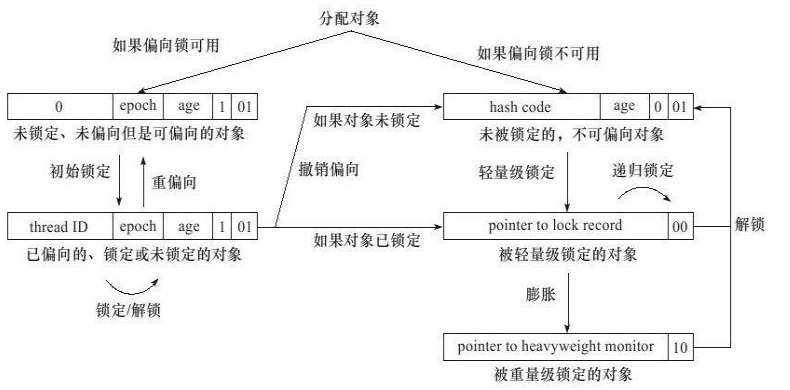 分配对象
如果偏向锁可用
如果偏向锁不可用
0 epoch age 1 01
hash code age 0 01
未锁定、未偏向但是可偏向的对象
如果对象未锁定
未被锁定的，不可偏向对象
初始锁定
重偏向
撤销偏向
轻量级锁定
递归锁定
thread ID epoch age 1 01
pointer to lock record 00
解锁
已偏向的、锁定或未锁定的对象
如果对象已锁定
被轻量级锁定的对象
锁定/解锁
膨胀
pointer to heavyweight monitor 10
被重量级锁定的对象